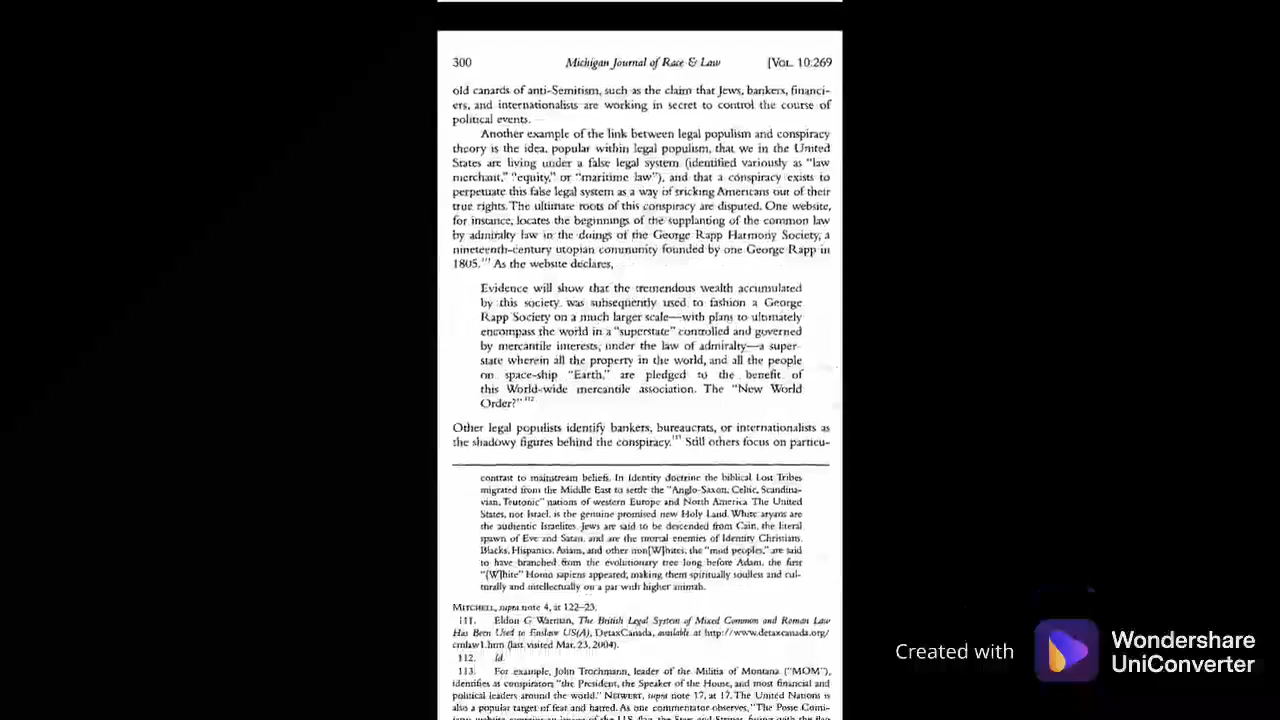 300 Michigan Journal of Race & Law [VOL. 10:269
old canards of anti-Semitism, such as the claim that Jews, bankers, financi-
ers, and internationalists are working in secret to control the course of
political events.
Another example of the link between legal populism and conspiracy
theory is the idea, popular within legal populism, that we in the United
States are living under a false legal system (identified variously as "law
merchant," "equity," or "maritime law"), and that a conspiracy exists to
perpetuate this false legal system as a way of tricking Americans out of their
true rights. The ultimate roots of this conspiracy are disputed. One website,
for instance, locates the beginnings of the supplanting of the common law
by admiralty law in the doings of the George Rapp Harmony Society, a
nineteenth-century utopian community founded by one George Rapp in
1805.111 As the website declares,
Evidence will show that the tremendous wealth accumulated
by this society was subsequently used to fashion a George
Rapp Society on a much larger scale—with plans to ultimately
encompass the world in a "superstate" controlled and governed
by mercantile interests, under the law of admiralty—a super-
state wherein all the property in the world, and all the people
on space-ship "Earth," are pledged to the benefit of
this World-wide mercantile association. The "New World
Order?"112
Other legal populists identify bankers, bureaucrats, or internationalists as
the shadowy figures behind the conspiracy.113 Still others focus on particu-
contrast to mainstream beliefs. In Identity doctrine the biblical Lost Tribes
migrated from the Middle East to settle the "Anglo-Saxon, Celtic, Scandina-
vian, Teutonic" nations of western Europe and North America. The United
States, not Israel, is the genuine promised new Holy Land. White aryans are
the authentic Israelites. Jews are said to be descended from Cain, the literal
spawn of Eve and Satan, and are the mortal enemies of Identity Christians.
Blacks, Hispanics, Asians, and other non[W]hites, the "mud peoples," are said
to have branched from the evolutionary tree long before Adam, the first
"[W]hite" Homo sapiens appeared, making them spiritually soulless and cul-
turally and intellectually on a par with higher animals.
MITCHELL, supra note 4, at 122–23.
111. Eldon G Warman, The British Legal System of Mixed Common and Roman Law
Has Been Used to Enslave US(A), DetaxCanada, available at http://www.detaxcanada.org/
cmlaw1.htm (last visited Mar. 23, 2004).
112. Id.
113. For example, John Trochmann, leader of the Militia of Montana ("MOM"),
identifies as conspirators "the President, the Speaker of the House, and most financial and
political leaders around the world." NEIWERT, supra note 17, at 17. The United Nations is
also a popular target of fear and hatred. As one commentator observes, "The Posse Comi-
Created with
Wondershare
UniConverter